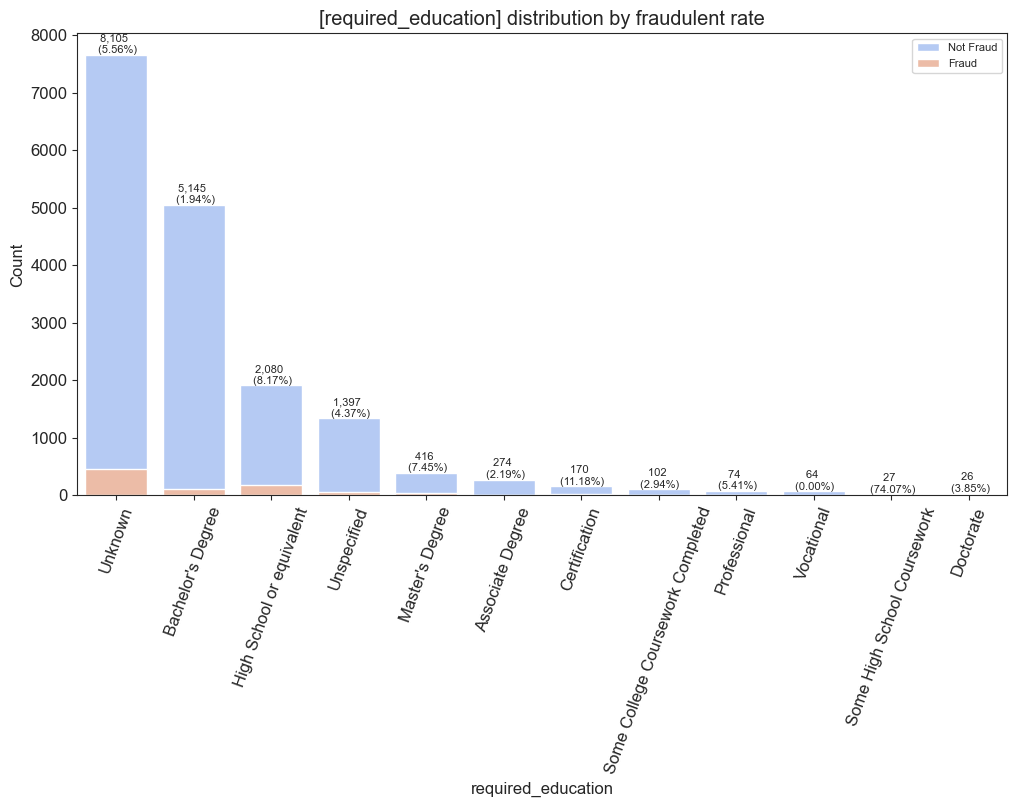 [required_education] distribution by fraudulent rate
Not Fraud
Fraud
Count
8000
7000
6000
5000
4000
3000
2000
1000
0
8,105
(5.56%)
5,145
(1.94%)
2,080
(8.17%)
1,397
(4.37%)
416
(7.45%)
274
(2.19%)
170
(11.18%)
102
(2.94%)
74
(5.41%)
64
(0.00%)
27
(74.07%)
26
(3.85%)
Unknown
Bachelor's Degree
High School or equivalent
Unspecified
Master's Degree
Associate Degree
Certification
Some College Coursework Completed
Professional
Vocational
Some High School Coursework
Doctorate
required_education